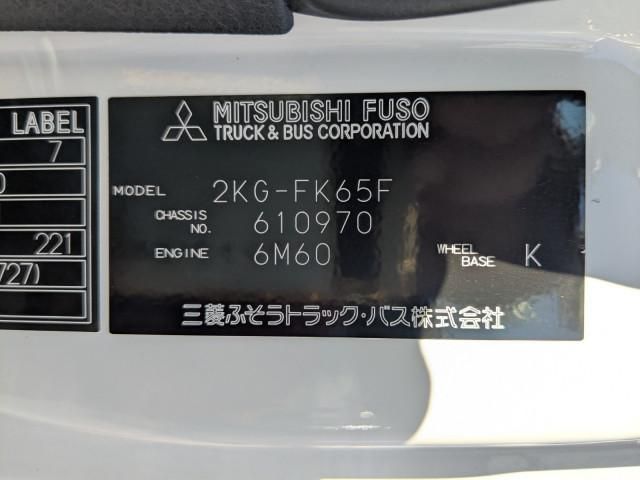 LABEL
7
0
221
727)
MITSUBISHI FUSO
TRUCK & BUS CORPORATION
MODEL 2KG-FK65F
CHASSIS NO. 610970
ENGINE 6M60 WHEEL BASE K
三菱ふそうトラック・バス株式会社